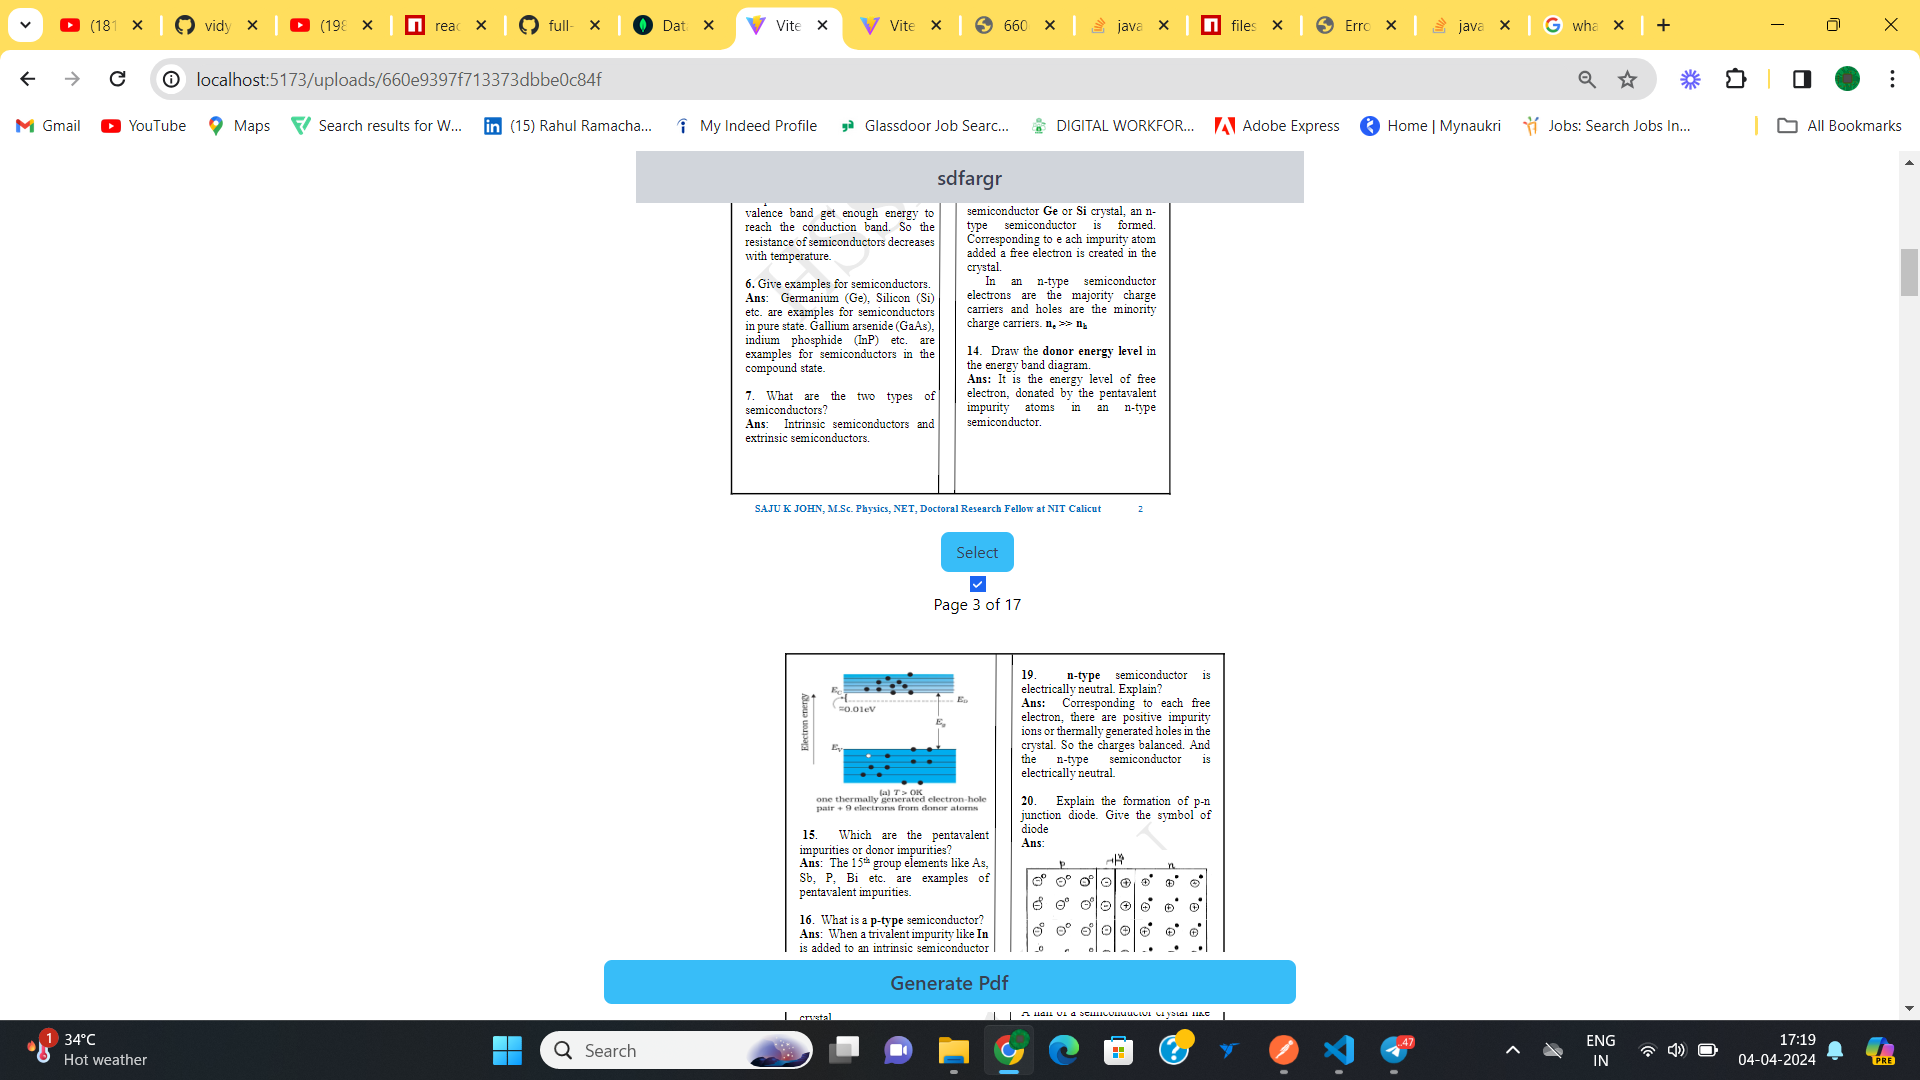 (181
vidy
(198
reac
full-
Data
Vite
Vite
660
java
files
Erro
java
wha
localhost:5173/uploads/660e9397f713373dbbe0c84f
Gmail
YouTube
Maps
Search results for W...
(15) Rahul Ramacha...
My Indeed Profile
Glassdoor Job Searc...
DIGITAL WORKFOR...
Adobe Express
Home | Mynaukri
Jobs: Search Jobs In...
All Bookmarks
sdfargr
valence band get enough energy to
reach the conduction band. So the
resistance of semiconductors decreases
with temperature.
6. Give examples for semiconductors.
Ans: Germanium (Ge), Silicon (Si)
etc. are examples for semiconductors
in pure state. Gallium arsenide (GaAs),
indium phosphide (InP) etc. are
examples for semiconductors in the
compound state.
7. What are the two types of
semiconductors?
Ans: Intrinsic semiconductors and
extrinsic semiconductors.
semiconductor Ge or Si crystal, an n-
type semiconductor is formed.
Corresponding to e ach impurity atom
added a free electron is created in the
crystal.
In an n-type semiconductor
electrons are the majority charge
carriers and holes are the minority
charge carriers. ne >> nh
14. Draw the donor energy level in
the energy band diagram.
Ans: It is the energy level of free
electron, donated by the pentavalent
impurity atoms in an n-type
semiconductor.
SAJU K JOHN, M.Sc. Physics, NET, Doctoral Research Fellow at NIT Calicut 2
Select
Page 3 of 17
Electron energy
EC
≈0.01eV
ED
Eg
EV
(a) T > 0K
one thermally generated electron-hole
pair + 9 electrons from donor atoms
15. Which are the pentavalent
impurities or donor impurities?
Ans: The 15th group elements like As,
Sb, P, Bi etc. are examples of
pentavalent impurities.
16. What is a p-type semiconductor?
Ans: When a trivalent impurity like In
is added to an intrinsic semiconductor
crystal
19. n-type semiconductor is
electrically neutral. Explain?
Ans: Corresponding to each free
electron, there are positive impurity
ions or thermally generated holes in the
crystal. So the charges balanced. And
the n-type semiconductor is
electrically neutral.
20. Explain the formation of p-n
junction diode. Give the symbol of
diode
Ans:
p
n
A half of a semiconductor crystal like
Generate Pdf
1
34°C
Hot weather
Search
47
ENG
IN
17:19
04-04-2024
PRE